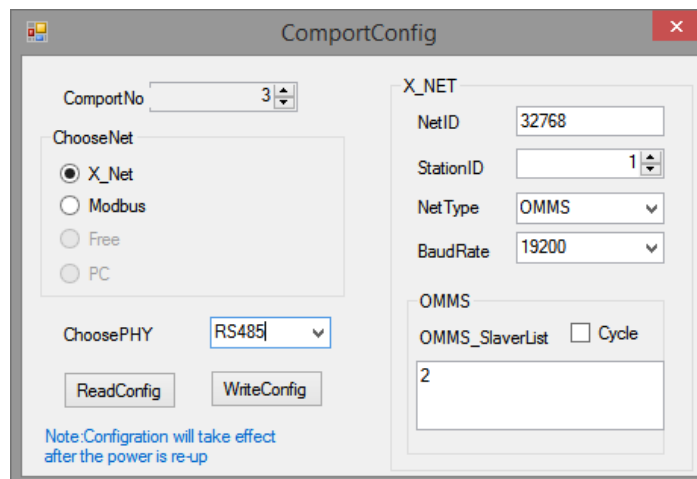 ComportConfig
ComportNo 3
ChooseNet
X_Net
Modbus
Free
PC
ChoosePHY RS485
ReadConfig WriteConfig
Note:Configration will take effect
after the power is re-up
X_NET
NetID 32768
StationID 1
NetType OMMS
BaudRate 19200
OMMS
OMMS_SlaverList Cycle
2